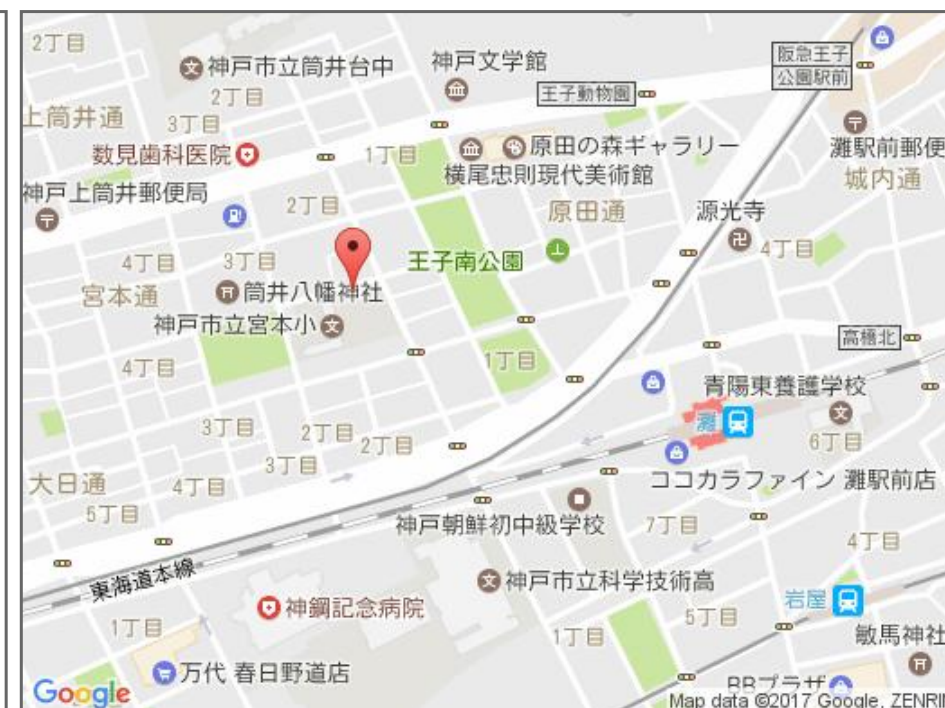 2丁目
神戸市立筒井台中
神戸文学館
阪急王子
公園駅前
2丁目
王子動物園
上筒井通
3丁目
数見歯科医院
1丁目
原田の森ギャラリー
灘駅前郵便
横尾忠則現代美術館
城内通
神戸上筒井郵便局
2丁目
原田通
源光寺
4丁目
4丁目
3丁目
王子南公園
宮本通
筒井八幡神社
神戸市立宮本小
高橋北
4丁目
1丁目
青陽東養護学校
灘
3丁目
2丁目
2丁目
6丁目
3丁目
大日通
4丁目
ココカラファイン 灘駅前店
5丁目
神戸朝鮮初中級学校
7丁目
4丁目
東海道本線
神戸市立科学技術高
岩屋
神鋼記念病院
5丁目
1丁目
1丁目
敏馬神社
万代 春日野道店
BBプラザ
Google
Map data ©2017 Google, ZENRI